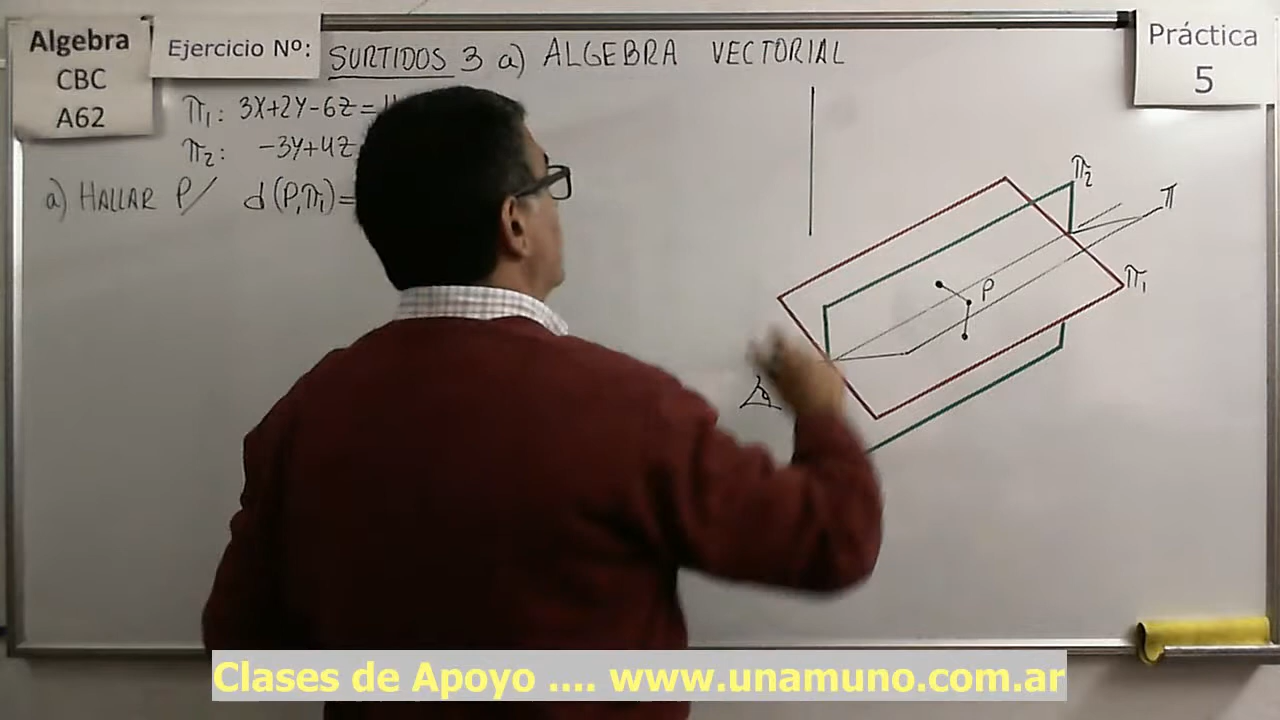 Algebra
CBC
A62
Ejercicio Nº:
SURTIDOS 3 a) ALGEBRA VECTORIAL
Práctica
5
π₁: 3X+2Y-6Z=
π₂: -3Y+4Z
a) HALLAR P/ d(P,π₁)=
π₂
π
P
π₁
Clases de Apoyo .... www.unamuno.com.ar